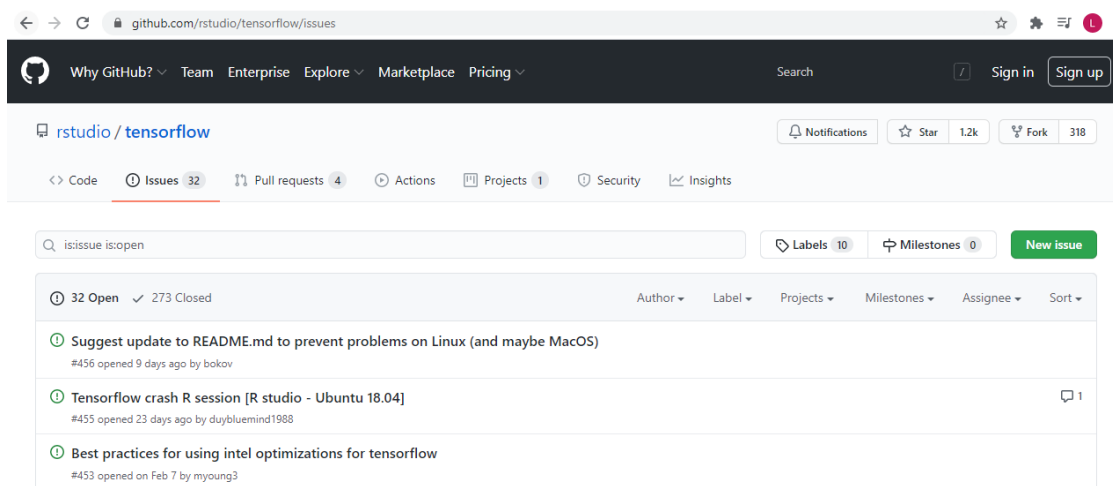 github.com/rstudio/tensorflow/issues
L
Why GitHub? Team Enterprise Explore Marketplace Pricing Search / Sign in Sign up
rstudio / tensorflow Notifications Star 1.2k Fork 318
<> Code Issues 32 Pull requests 4 Actions Projects 1 Security Insights
is:issue is:open Labels 10 Milestones 0 New issue
32 Open 273 Closed Author Label Projects Milestones Assignee Sort
Suggest update to README.md to prevent problems on Linux (and maybe MacOS)
#456 opened 9 days ago by bokov
Tensorflow crash R session [R studio - Ubuntu 18.04] 1
#455 opened 23 days ago by duybluemind1988
Best practices for using intel optimizations for tensorflow
#453 opened on Feb 7 by myoung3